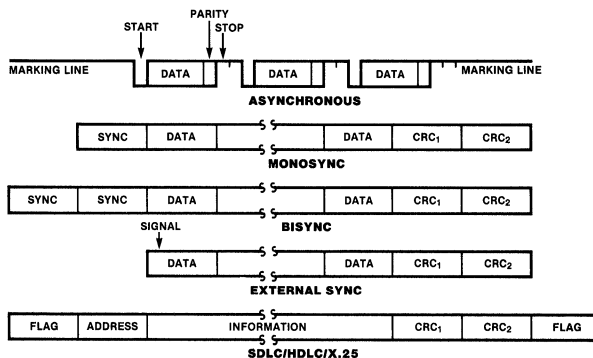 PARITY
START STOP
MARKING LINE DATA DATA DATA MARKING LINE
ASYNCHRONOUS
SYNC DATA DATA CRC1 CRC2
MONOSYNC
SYNC SYNC DATA DATA CRC1 CRC2
BISYNC
SIGNAL
DATA DATA CRC1 CRC2
EXTERNAL SYNC
FLAG ADDRESS INFORMATION CRC1 CRC2 FLAG
SDLC/HDLC/X.25